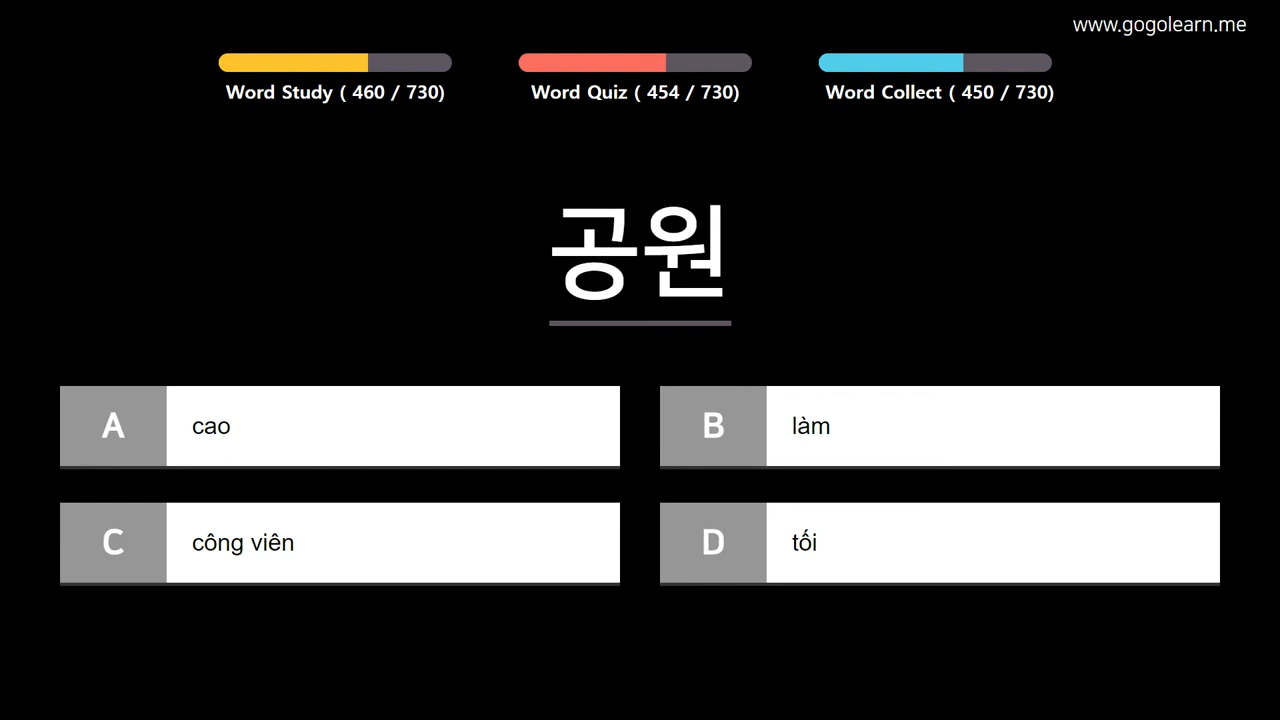 www.gogolearn.me
Word Study ( 460 / 730)
Word Quiz ( 454 / 730)
Word Collect ( 450 / 730)
공원
A
cao
B
làm
C
công viên
D
tối